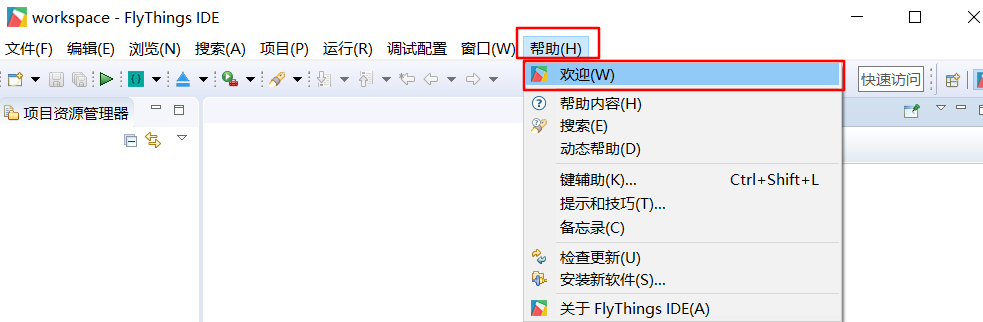 workspace - FlyThings IDE
文件(F) 编辑(E) 浏览(N) 搜索(A) 项目(P) 运行(R) 调试配置 窗口(W) 帮助(H)
快速访问
项目资源管理器
欢迎(W)
帮助内容(H)
搜索(E)
动态帮助(D)
键辅助(K)... Ctrl+Shift+L
提示和技巧(T)...
备忘录(C)
检查更新(U)
安装新软件(S)...
关于 FlyThings IDE(A)